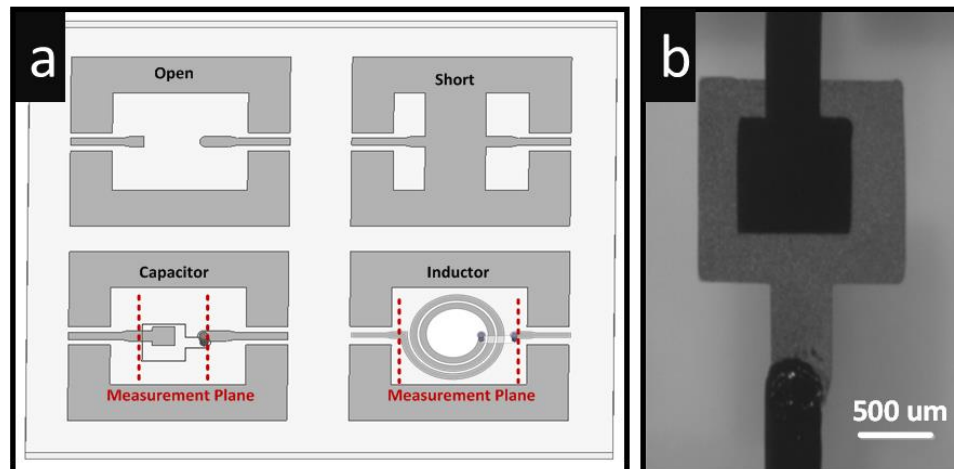 a
Open
Short
Capacitor
Inductor
Measurement Plane
Measurement Plane
b
500 um